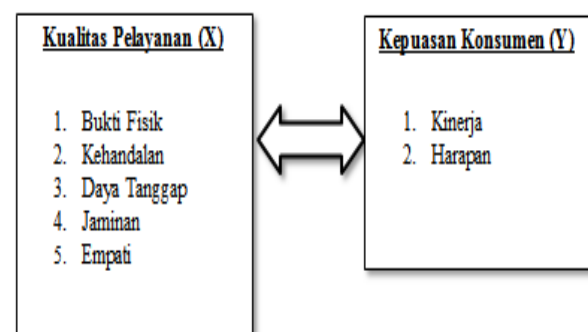 Kualitas Pelayanan (X)
1. Bukti Fisik
2. Kehandalan
3. Daya Tanggap
4. Jaminan
5. Empati
Kepuasan Konsumen (Y)
1. Kinerja
2. Harapan